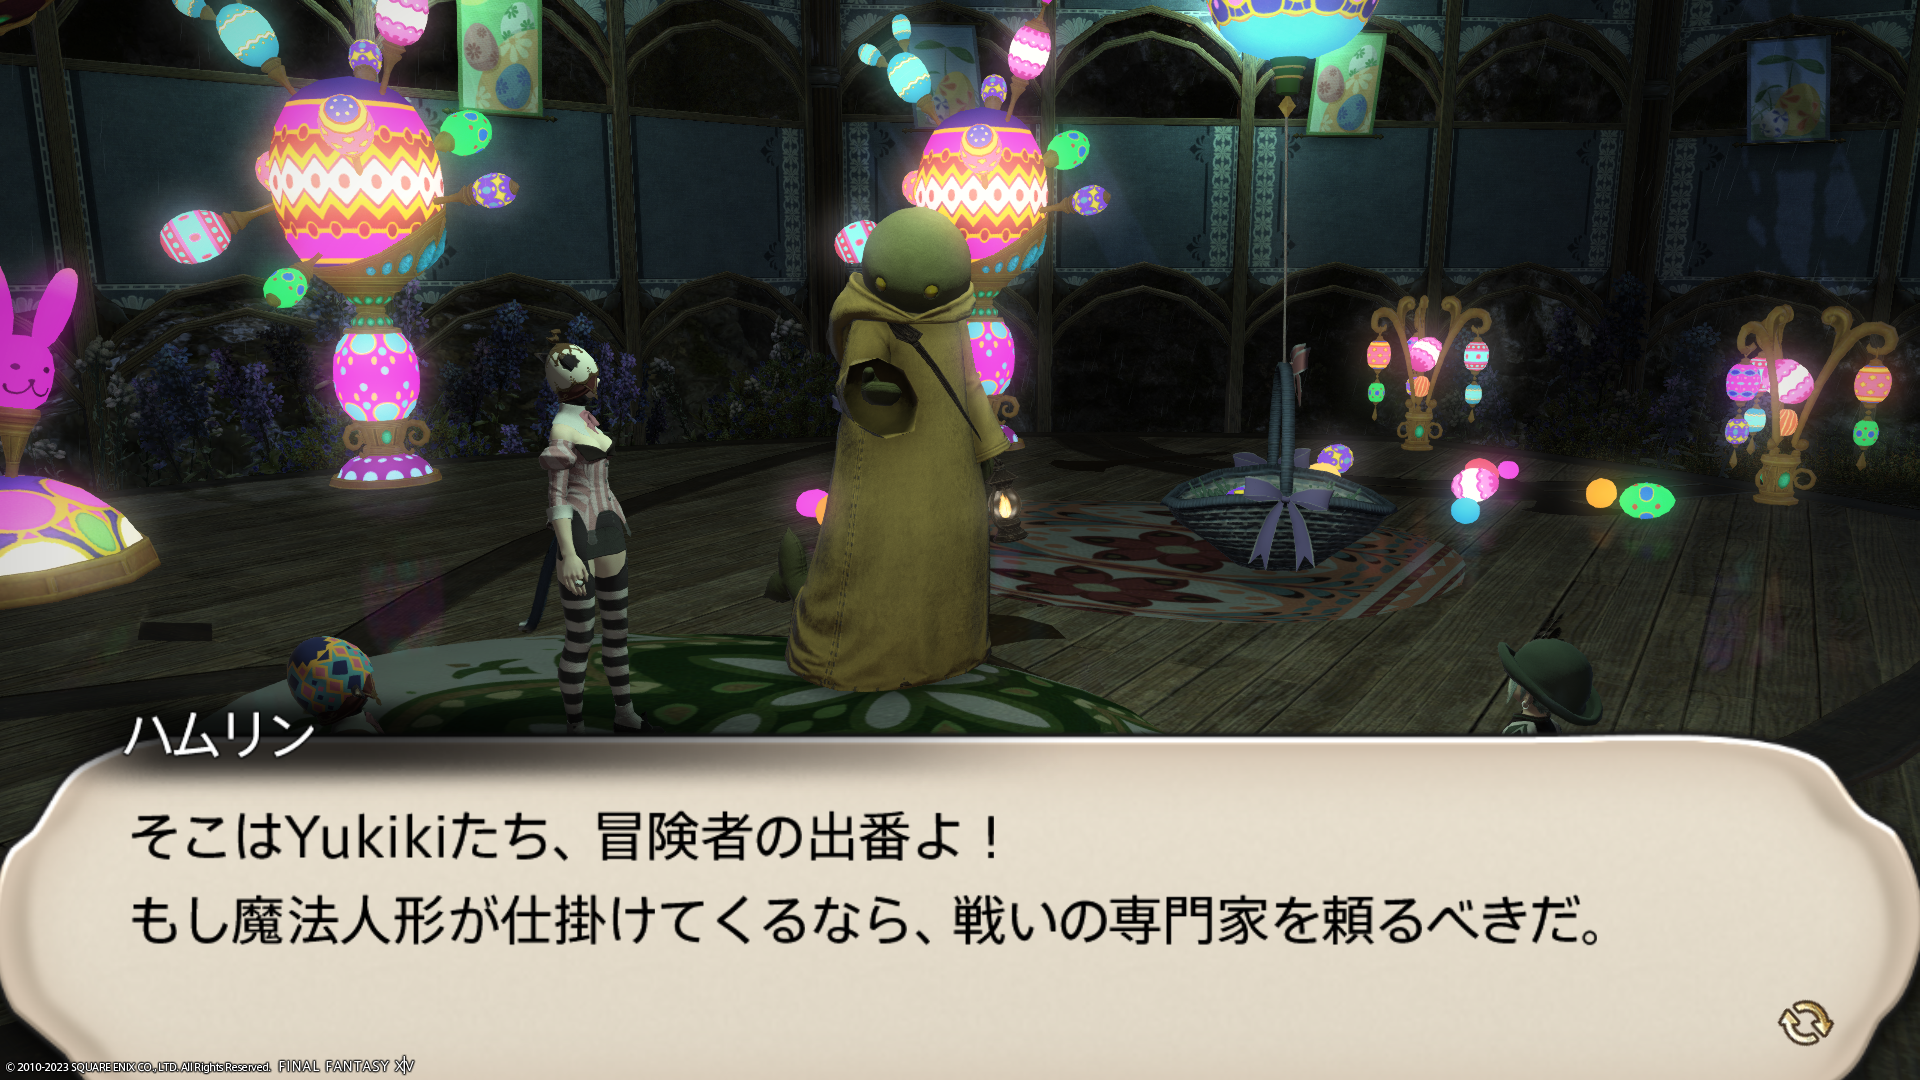 ハムリン
そこはYukikiたち、冒険者の出番よ！
もし魔法人形が仕掛けてくるなら、戦いの専門家を頼るべきだ。
© 2010-2023 SQUARE ENIX CO., LTD. All Rights Reserved. FINAL FANTASY XIV